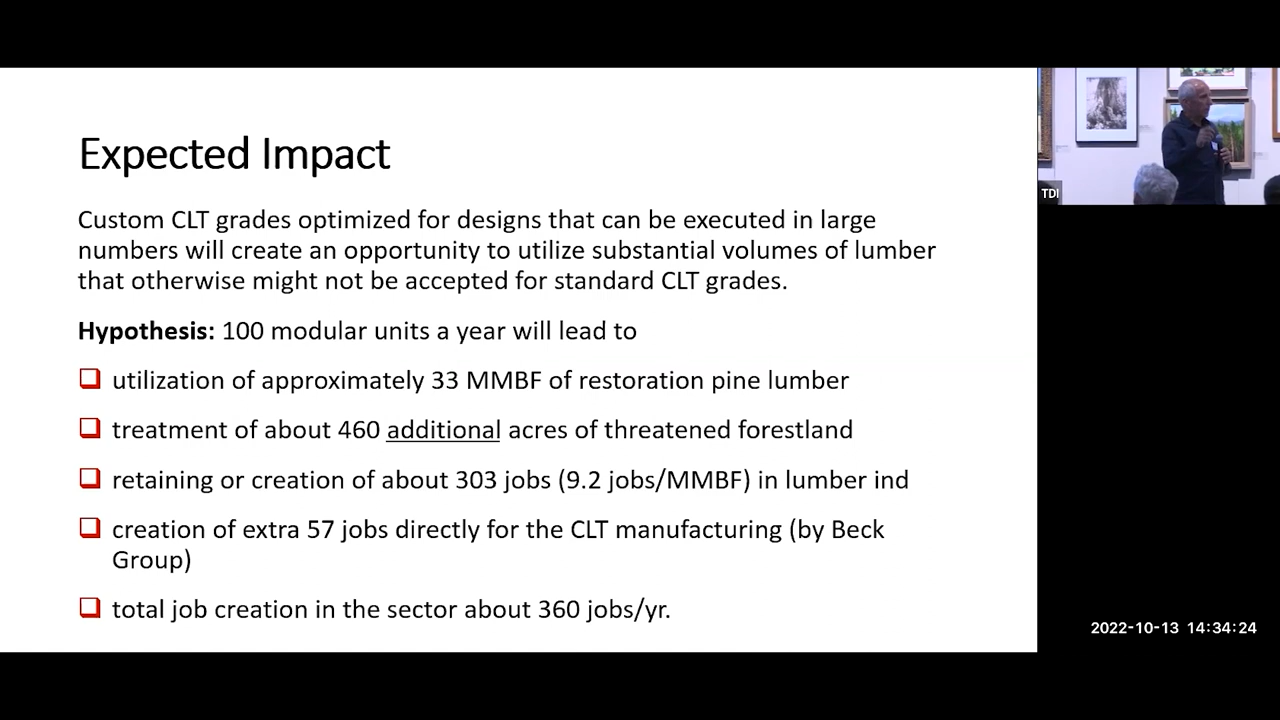 Expected Impact
Custom CLT grades optimized for designs that can be executed in large
numbers will create an opportunity to utilize substantial volumes of lumber
that otherwise might not be accepted for standard CLT grades.
Hypothesis: 100 modular units a year will lead to
utilization of approximately 33 MMBF of restoration pine lumber
treatment of about 460 additional acres of threatened forestland
retaining or creation of about 303 jobs (9.2 jobs/MMBF) in lumber ind
creation of extra 57 jobs directly for the CLT manufacturing (by Beck
Group)
total job creation in the sector about 360 jobs/yr.
TDI
2022-10-13 14:34:24